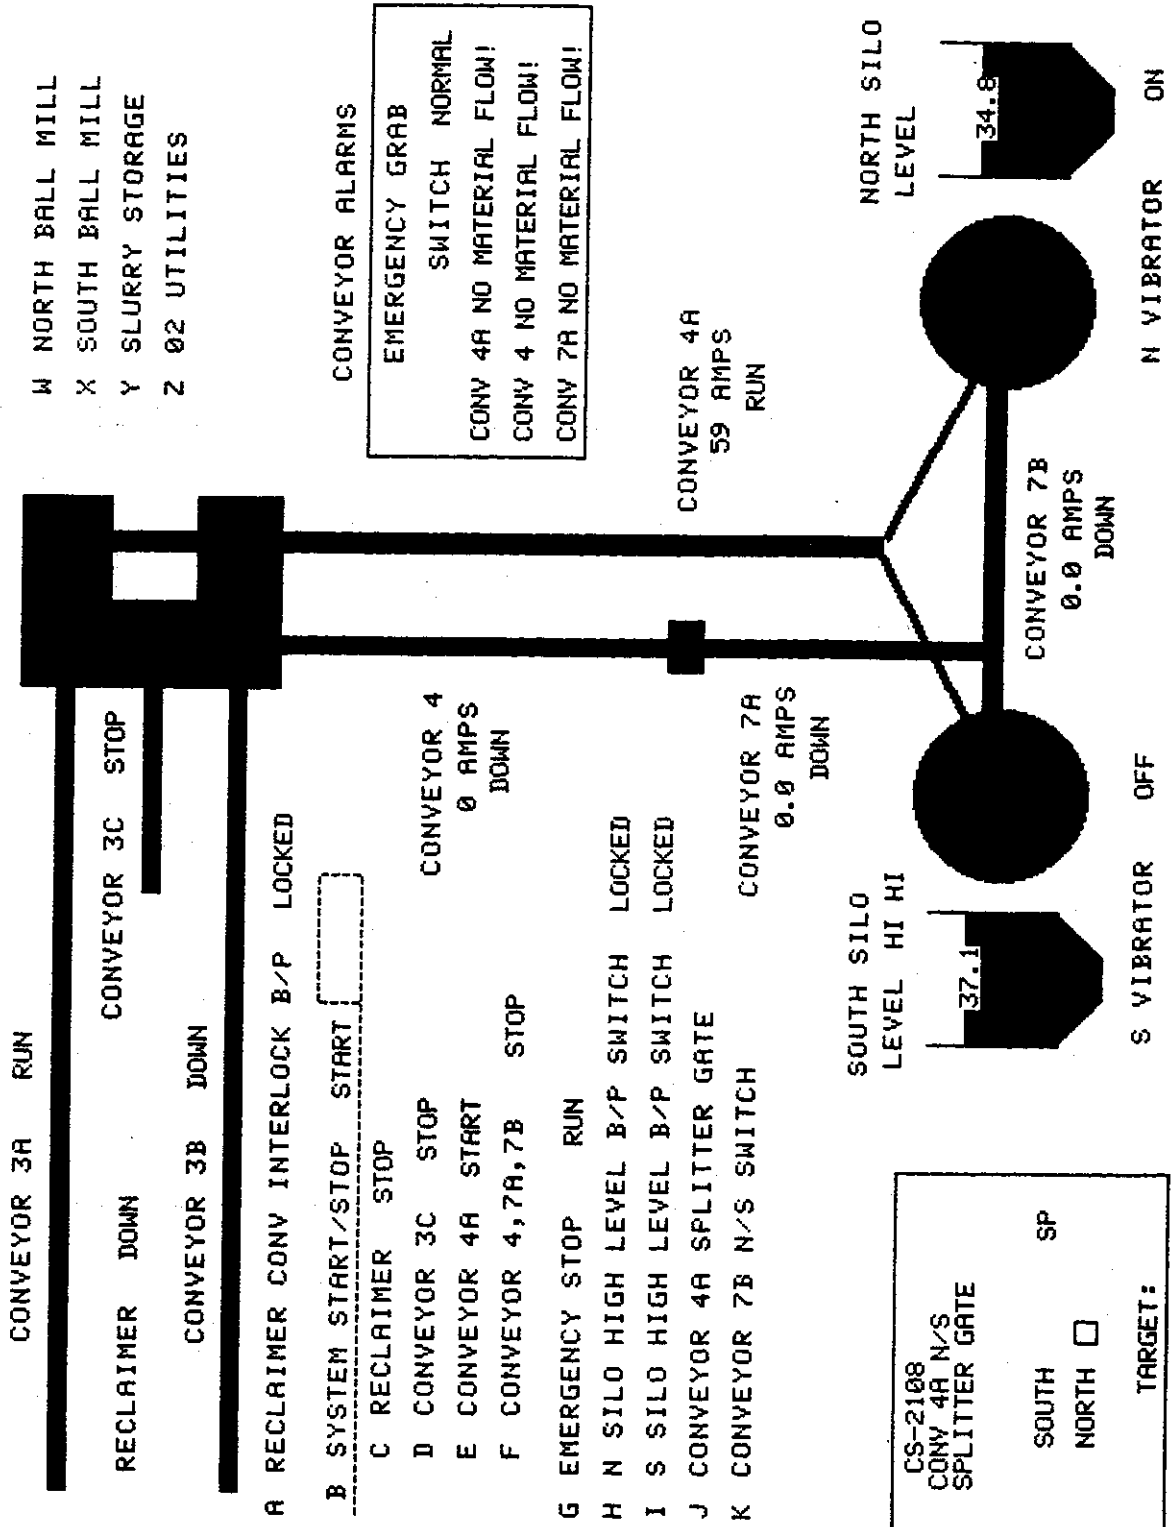 CONVEYOR 3A RUN
RECLAIMER DOWN
CONVEYOR 3C STOP
CONVEYOR 3B DOWN
W NORTH BALL MILL
X SOUTH BALL MILL
Y SLURRY STORAGE
Z 02 UTILITIES
A RECLAIMER CONV INTERLOCK B/P LOCKED
B SYSTEM START/STOP START
C RECLAIMER STOP
D CONVEYOR 3C STOP
E CONVEYOR 4A START
F CONVEYOR 4,7A,7B STOP
G EMERGENCY STOP RUN
H N SILO HIGH LEVEL B/P SWITCH LOCKED
I S SILO HIGH LEVEL B/P SWITCH LOCKED
J CONVEYOR 4A SPLITTER GATE
K CONVEYOR 7B N/S SWITCH
CONVEYOR 4
0 AMPS
DOWN
CONVEYOR 7A
0.0 AMPS
DOWN
CONVEYOR ALARMS
EMERGENCY GRAB
SWITCH NORMAL
CONV 4A NO MATERIAL FLOW!
CONV 4 NO MATERIAL FLOW!
CONV 7A NO MATERIAL FLOW!
CONVEYOR 4A
59 AMPS
RUN
CS-2108
CONV 4A N/S
SPLITTER GATE
SOUTH SP
NORTH
TARGET:
SOUTH SILO
LEVEL HI HI
37.1
S VIBRATOR OFF
CONVEYOR 7B
0.0 AMPS
DOWN
NORTH SILO
LEVEL
34.8
N VIBRATOR ON